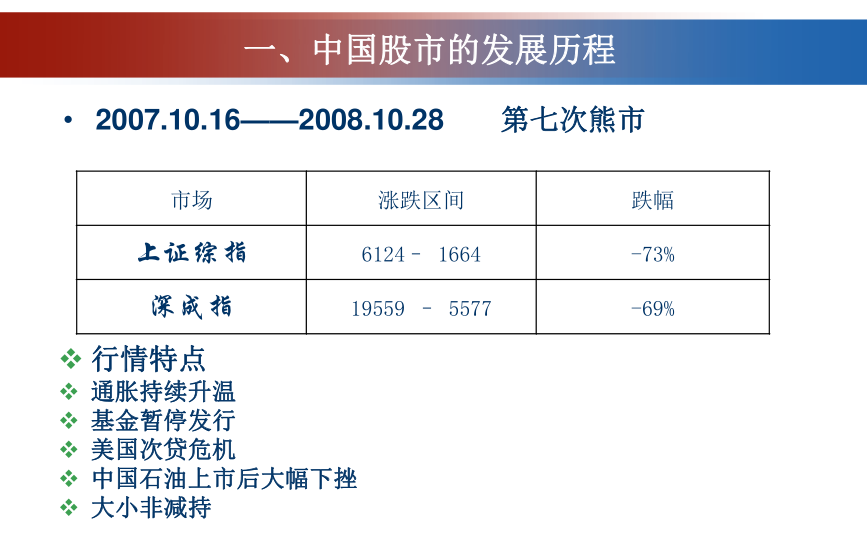 一、中国股市的发展历程
• 2007.10.16——2008.10.28 第七次熊市
市场 涨跌区间 跌幅
上证综指 6124－ 1664 -73%
深成指 19559 － 5577 -69%
❖ 行情特点
❖ 通胀持续升温
❖ 基金暂停发行
❖ 美国次贷危机
❖ 中国石油上市后大幅下挫
❖ 大小非减持